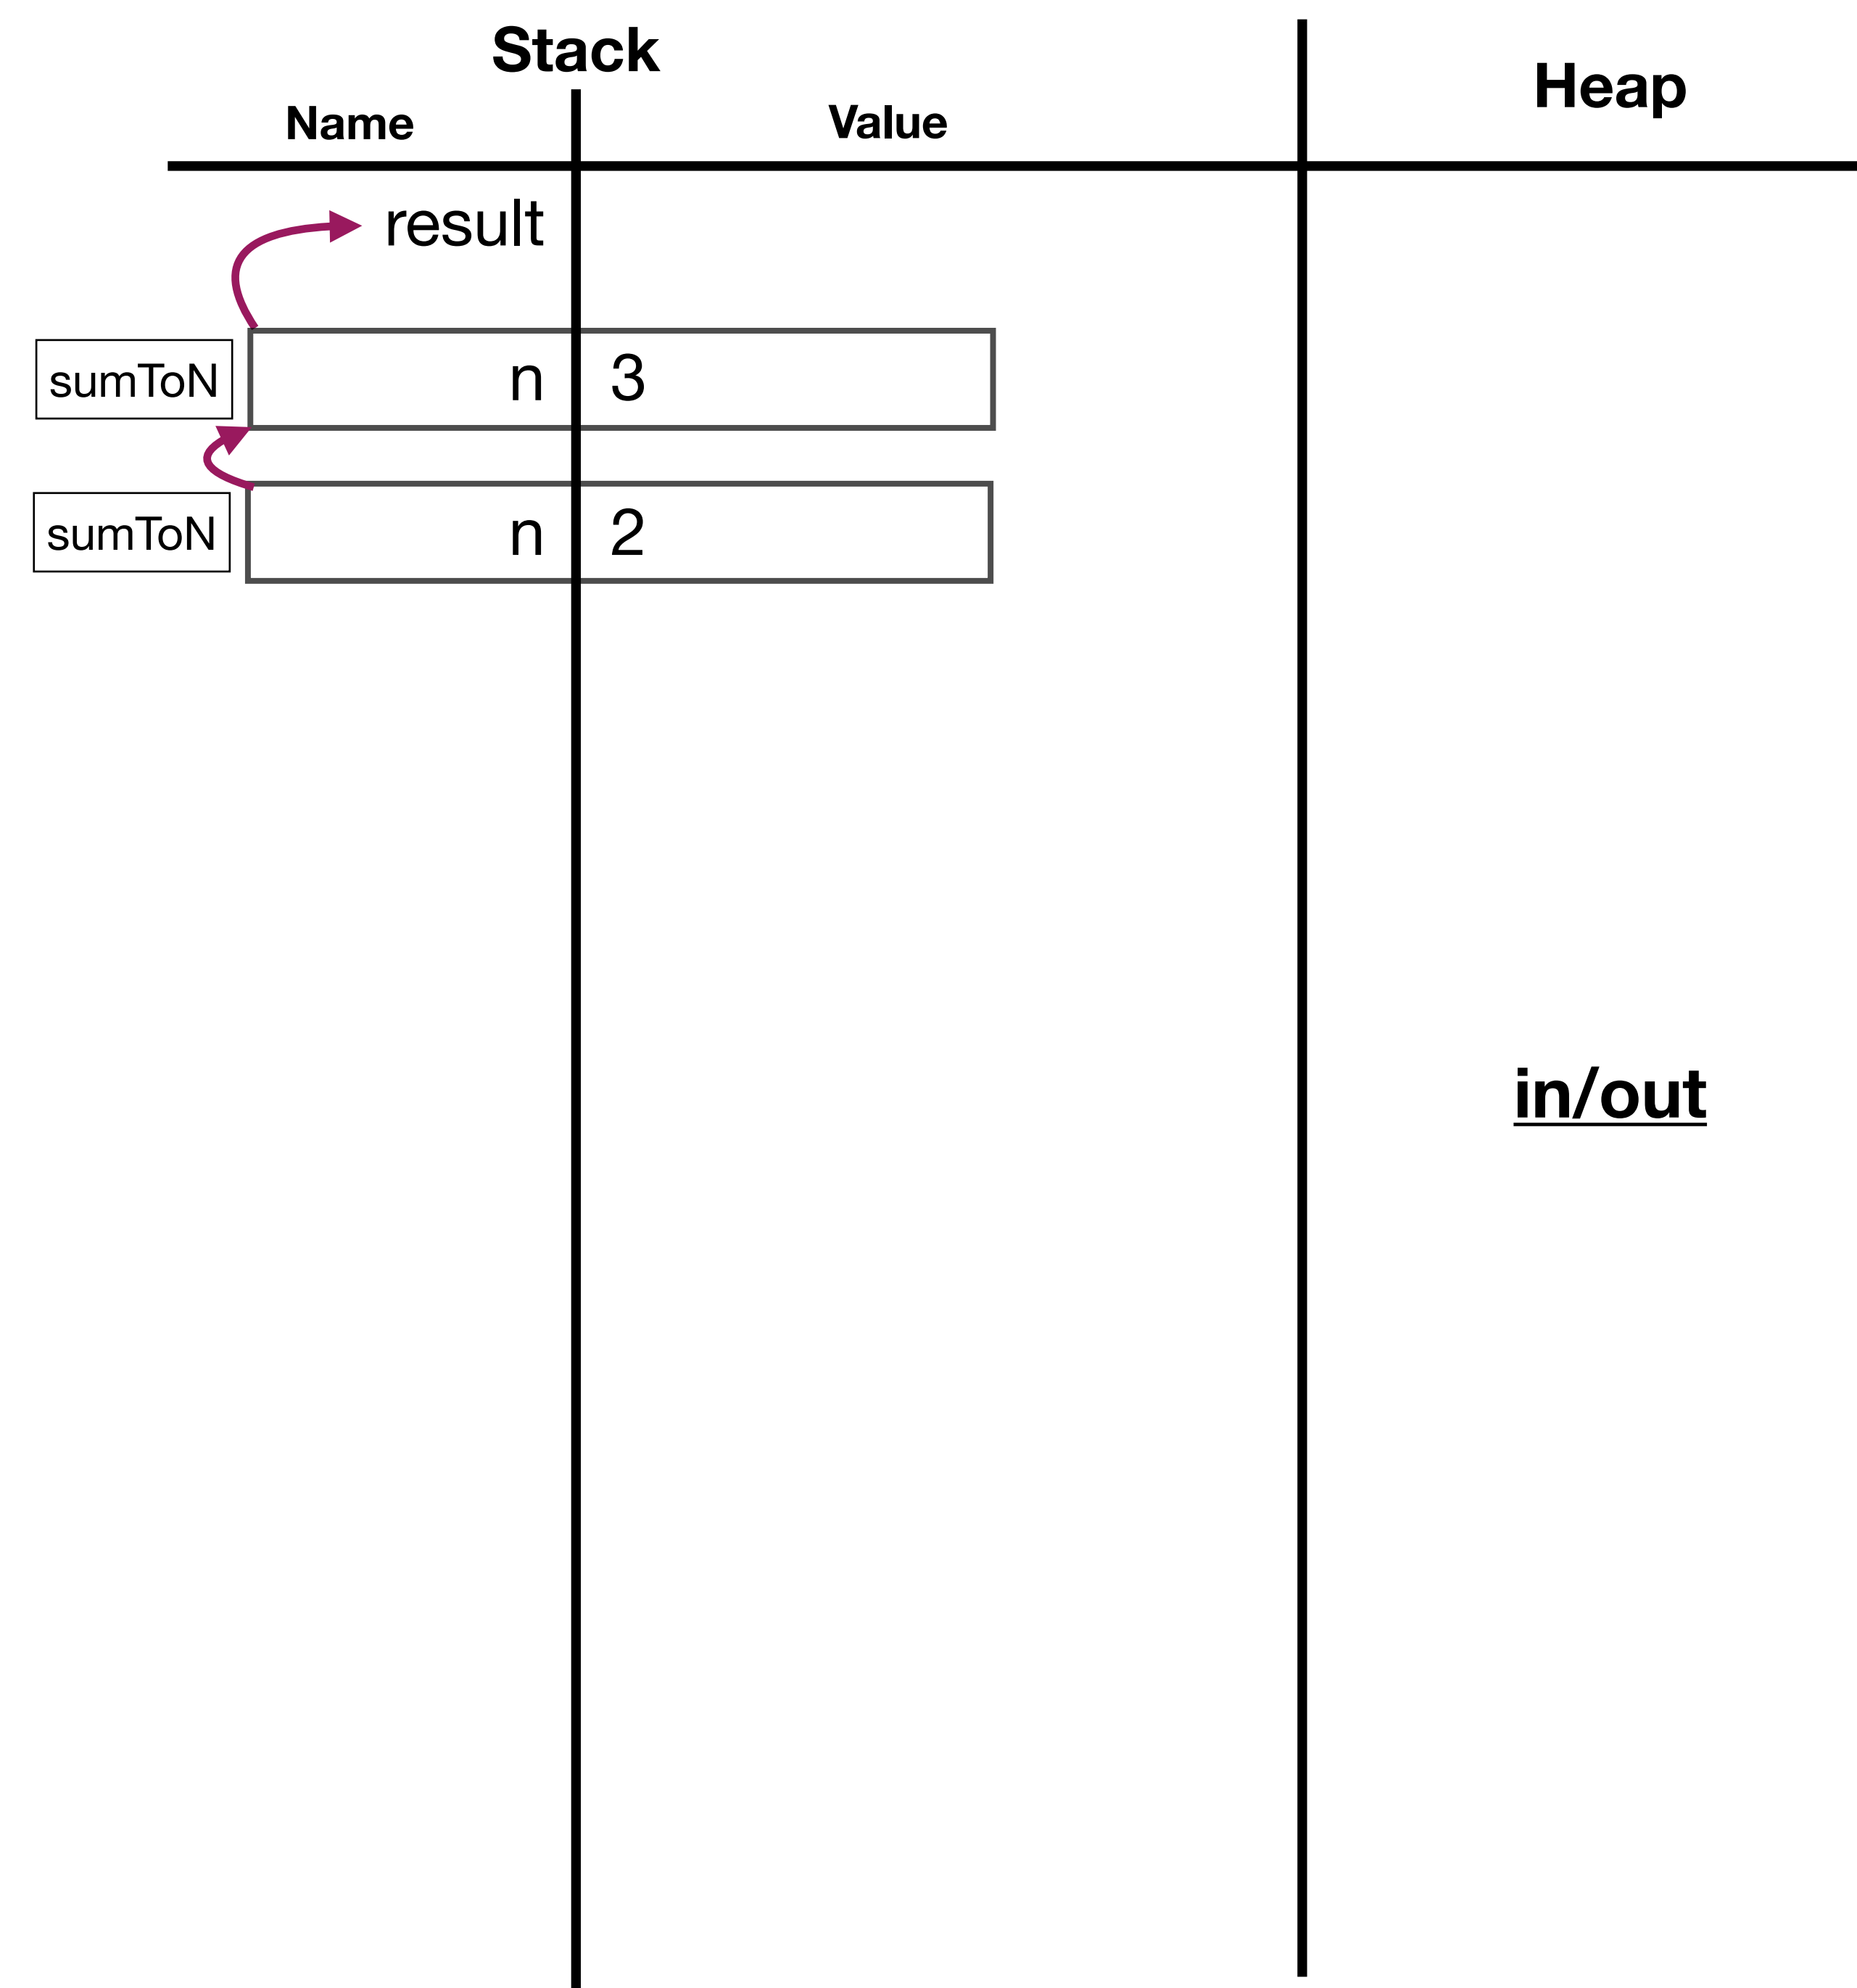 Stack
Heap
Name Value
result
sumToN n 3
sumToN n 2
in/out